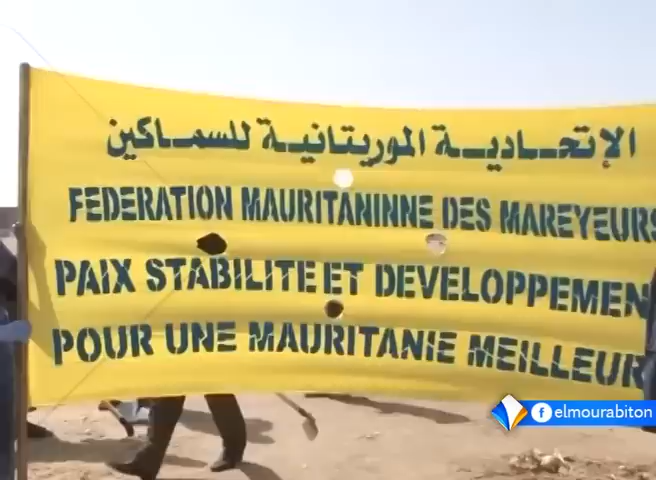 الإتحادية الموريتانية للسماكين
FEDERATION MAURITANINNE DES MAREYEURS
PAIX STABILITE ET DEVELOPPEMEN
POUR UNE MAURITANIE MEILLEUR
elmourabiton